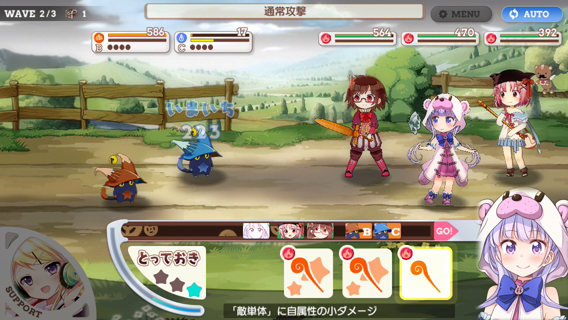 WAVE 2/3 1
通常攻撃
MENU
AUTO
586
B
17
C
564
470
392
いまいち
223
B C
GO!
とっておき
SUPPORT
「敵単体」に自属性の小ダメージ